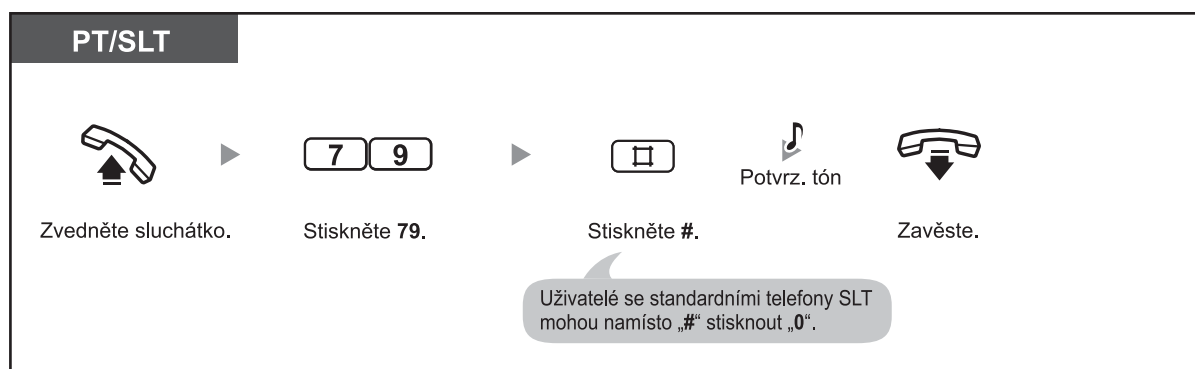 PT/SLT
7 9
Potvrz. tón
Zvedněte sluchátko.
Stiskněte 79.
Stiskněte #.
Zavěste.
Uživatelé se standardními telefony SLT
mohou namísto „#“ stisknout „0“.